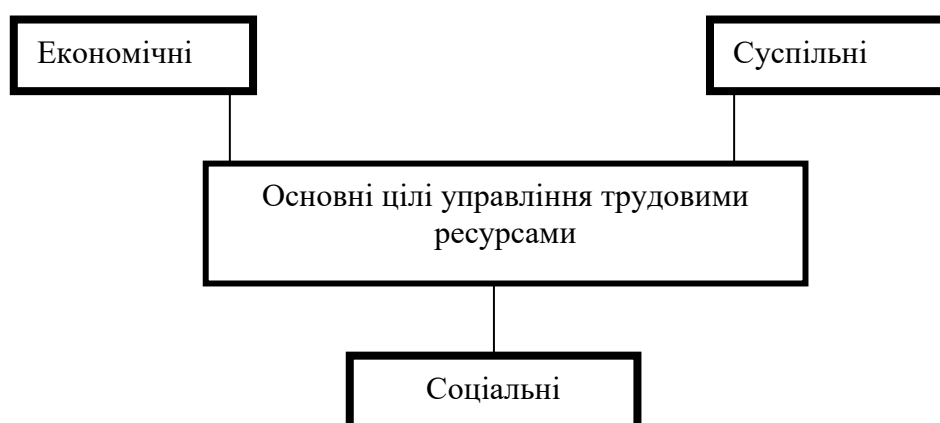 Економічні
Суспільні
Основні цілі управління трудовими
ресурсами
Соціальні